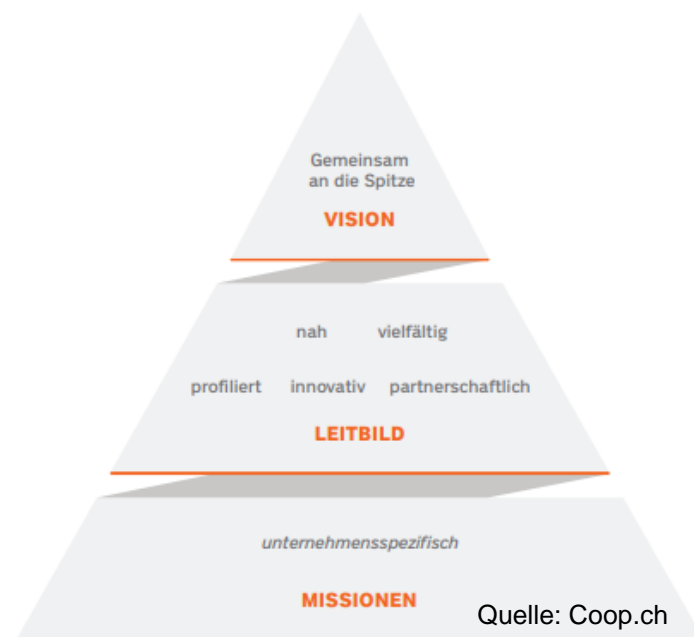 Gemeinsam
an die Spitze
VISION
nah vielfältig
profiliert innovativ partnerschaftlich
LEITBILD
unternehmensspezifisch
MISSIONEN
Quelle: Coop.ch